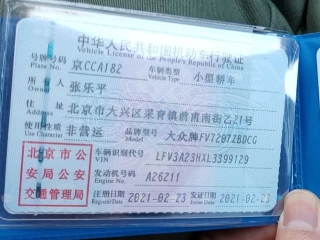 中华人民共和国机动车行驶证
Vehicle License of the People's Republic of China
号牌号码 京CCA182 车辆类型 小型轿车
Plate No. Vehicle Type
所有人 张乐平
Owner
住址 北京市大兴区采育镇前甫南街乙21号
Address
使用性质 非营运 品牌型号 大众牌FV72072BDCG
Use Character Model
北京市公安局公安交通管理局
车辆识别代号 LFV3A23HXL3399129
VIN
发动机号码 A26211
Engine No.
注册日期 2021-02-23 发证日期 2021-02-23
Register Date Issue Date